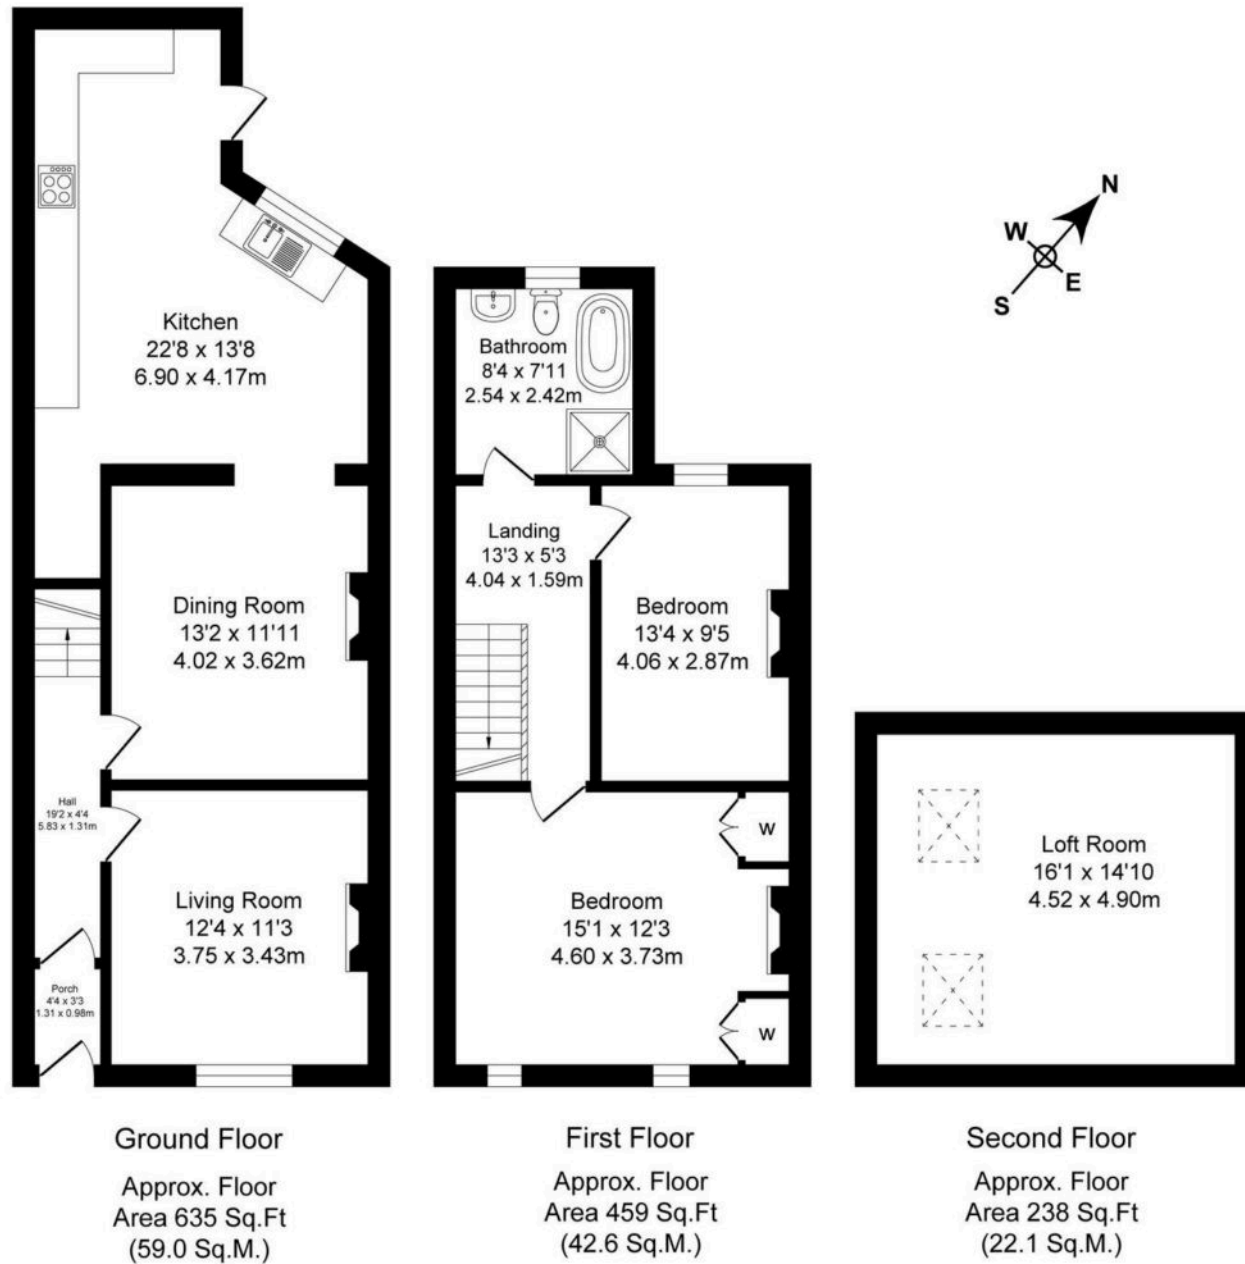 Kitchen
22'8 x 13'8
6.90 x 4.17m
Dining Room
13'2 x 11'11
4.02 x 3.62m
Hall
19'2 x 4'4
5.83 x 1.31m
Living Room
12'4 x 11'3
3.75 x 3.43m
Porch
4'4 x 3'3
1.31 x 0.98m
Ground Floor
Approx. Floor
Area 635 Sq.Ft
(59.0 Sq.M.)
Bathroom
8'4 x 7'11
2.54 x 2.42m
Landing
13'3 x 5'3
4.04 x 1.59m
Bedroom
13'4 x 9'5
4.06 x 2.87m
W
Bedroom
15'1 x 12'3
4.60 x 3.73m
W
First Floor
Approx. Floor
Area 459 Sq.Ft
(42.6 Sq.M.)
N
W
E
S
Loft Room
16'1 x 14'10
4.52 x 4.90m
Second Floor
Approx. Floor
Area 238 Sq.Ft
(22.1 Sq.M.)